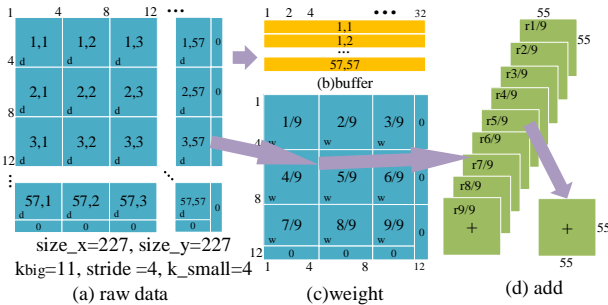 1 4 8 12 •••
1,1 1,2 1,3 1,57 0
d d
4
2,1 2,2 2,3 2,57 0
d d
8
3,1 3,2 3,3 3,57 0
d d
12
57,1 57,2 57,3 57,57 0
d d
0 0 0 0
size_x=227, size_y=227
kbig=11, stride =4, k_small=4
(a) raw data
1 2 4 ••• 32
1,1
1,2
57,57
(b)buffer
1
1/9 2/9 3/9 0
w w
4
4/9 5/9 6/9 0
w w
8
7/9 8/9 9/9 0
w w
12 0 0 0
1 4 8 12
(c)weight
55
r1/9 55
r2/9
r3/9
r4/9
r5/9
r6/9
r7/9
r8/9
r9/9
+
+
55
55
(d) add